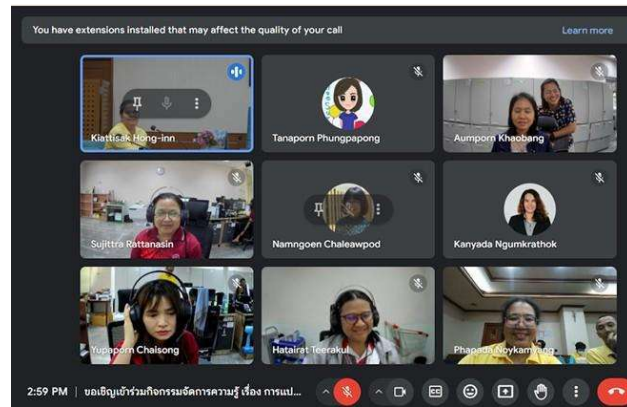 You have extensions installed that may affect the quality of your call
Learn more
Kiattisak Hong-inn
Tanaporn Phungpapong
Aumporn Khaobang
Sujittra Rattanasin
Namngoen Chaleawpod
Kanyada Ngumkrathok
Yupaporn Chaisong
Hatairat Teerakul
Phapada Noykamyang
2:59 PM | ขอเชิญเข้าร่วมกิจกรรมจัดการความรู้ เรื่อง การแป...
CC